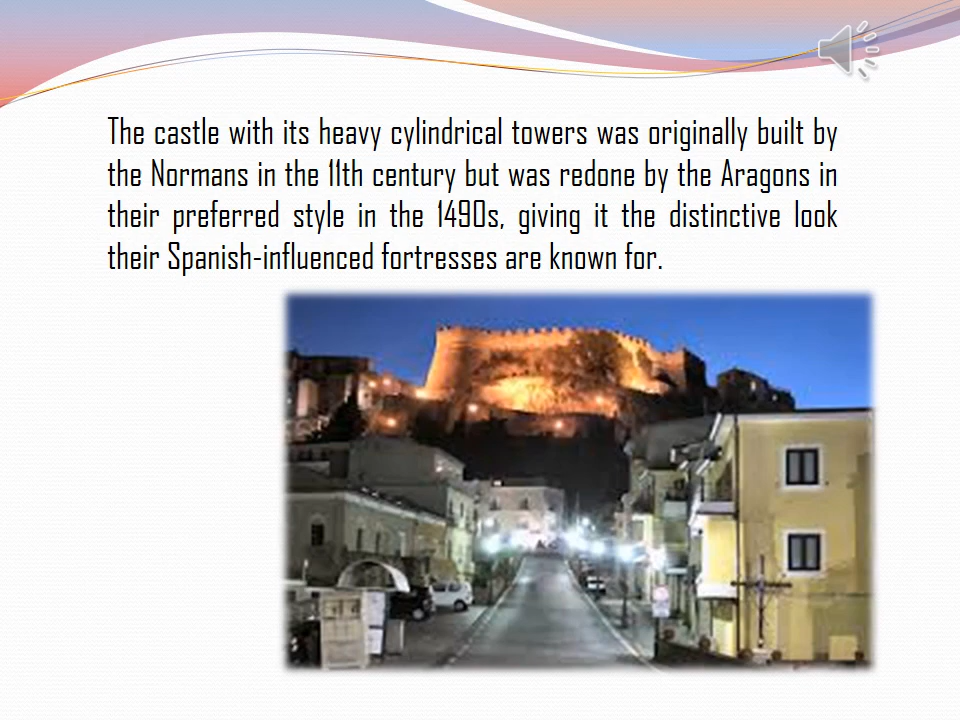 The castle with its heavy cylindrical towers was originally built by
the Normans in the 11th century but was redone by the Aragons in
their preferred style in the 1490s, giving it the distinctive look
their Spanish-influenced fortresses are known for.